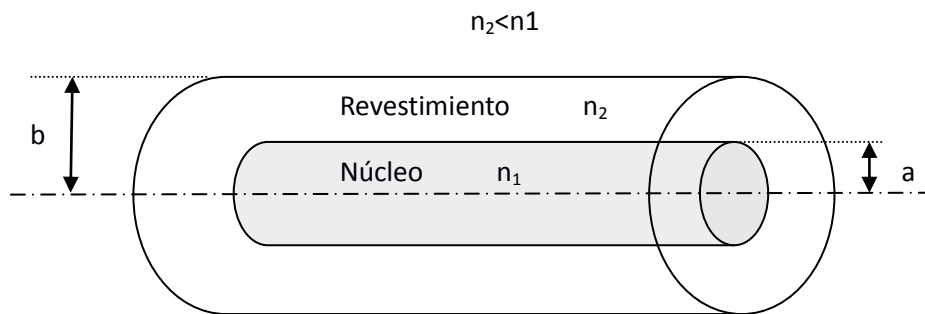 n₂<n1
Revestimiento n₂
b
Núcleo n₁
a